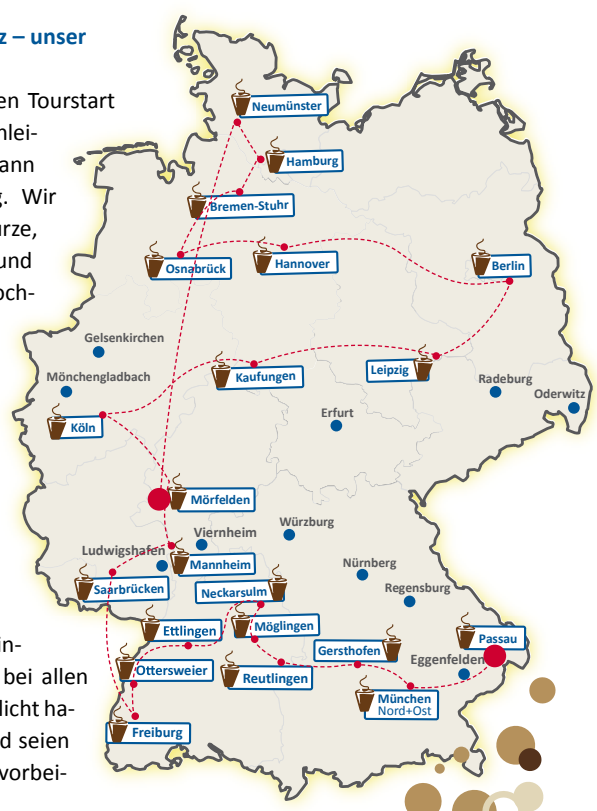 z – unser
en Tourstart
nlei-
ann
g. Wir
urze,
und
och-
in-
bei allen
licht ha-
d seien
vorbei-
Neumünster
Hamburg
Bremen-Stuhr
Osnabrück
Hannover
Berlin
Gelsenkirchen
Mönchengladbach
Kaufungen
Leipzig
Radeburg
Oderwitz
Köln
Erfurt
Mörfelden
Würzburg
Viernheim
Ludwigshafen
Mannheim
Nürnberg
Saarbrücken
Neckarsulm
Regensburg
Ettlingen
Möglingen
Passau
Gersthofen
Eggenfelden
Ottersweier
Reutlingen
München
Nord+Ost
Freiburg